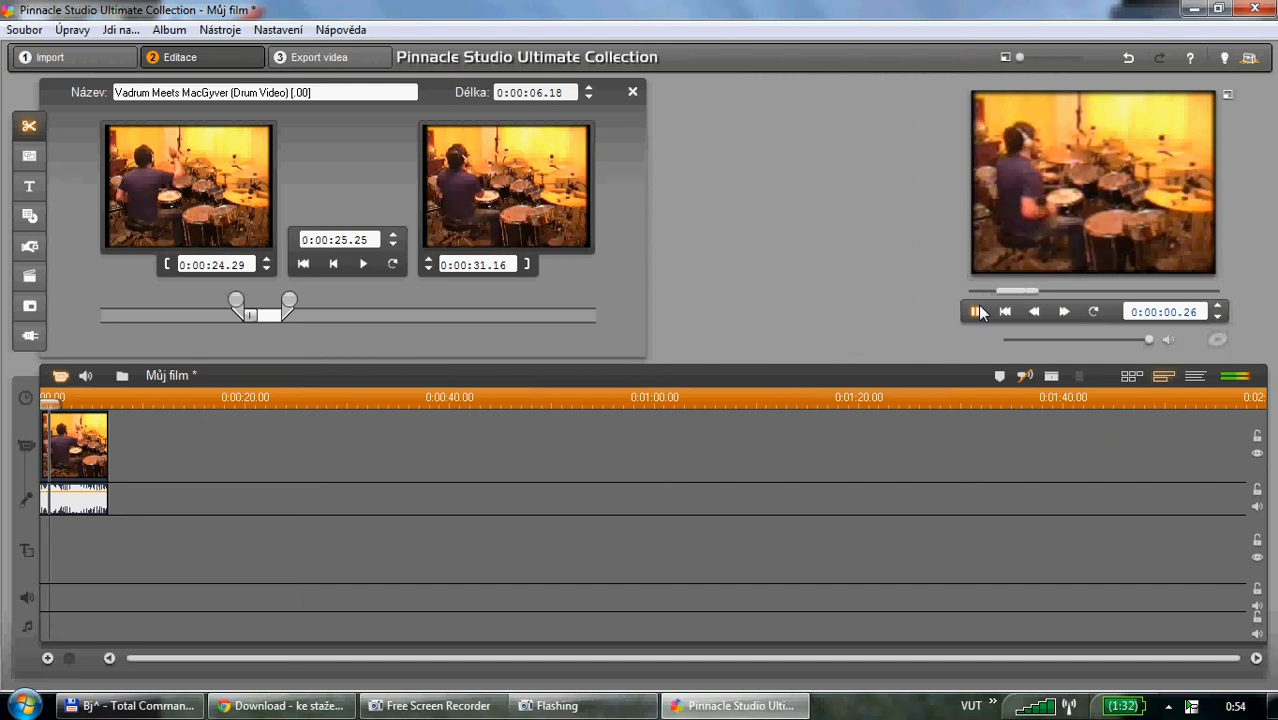 Pinnacle Studio Ultimate Collection - Můj film *
Soubor Úpravy Jdi na... Album Nástroje Nastavení Nápověda
1 Import 2 Editace 3 Export videa Pinnacle Studio Ultimate Collection ?
Název: Vadrum Meets MacGyver (Drum Video) [.00] Délka: 0:00:06.18
T
0:00:25.25
[ 0:00:24.29 0:00:31.16 ]
0:00:00.26
Můj film *
00.00 0:00:20.00 0:00:40.00 0:01:00.00 0:01:20.00 0:01:40.00 0:02:
Bj^ - Total Comman... Download - ke staže... Free Screen Recorder Flashing Pinnacle Studio Ulti... VUT » (1:32) 0:54